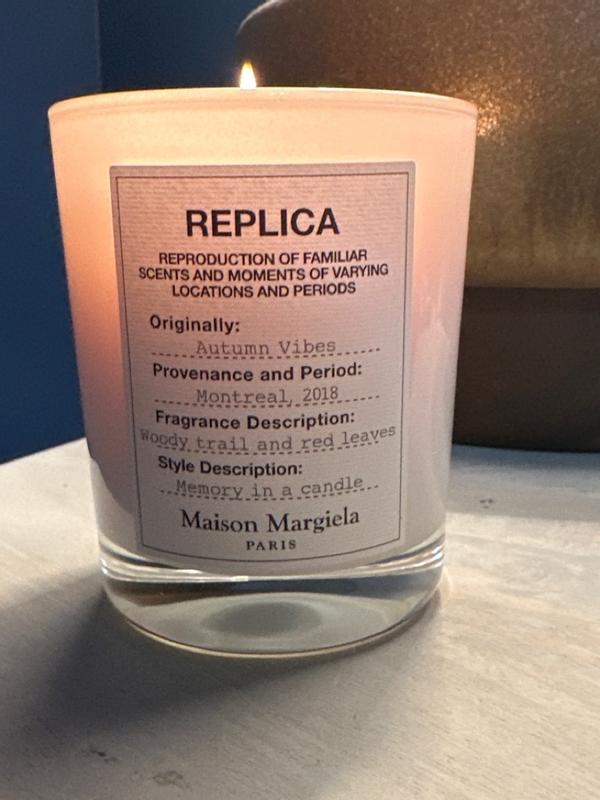 REPLICA
REPRODUCTION OF FAMILIAR
SCENTS AND MOMENTS OF VARYING
LOCATIONS AND PERIODS
Originally:
Autumn Vibes
Provenance and Period:
Montreal, 2018
Fragrance Description:
Woody trail and red leaves
Style Description:
Memory in a candle
Maison Margiela
PARIS